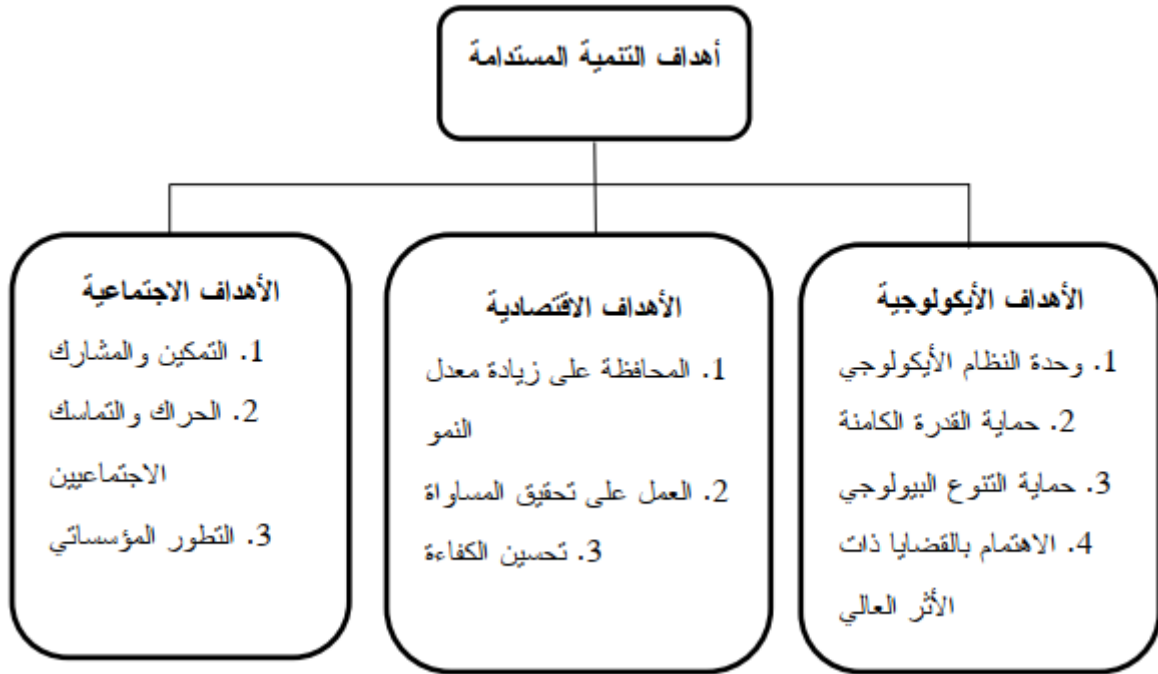 أهداف التنمية المستدامة
الأهداف الأيكولوجية
1. وحدة النظام الأيكولوجي
2. حماية القدرة الكامنة
3. حماية التنوع البيولوجي
4. الاهتمام بالقضايا ذات
الأثر العالي
الأهداف الاقتصادية
1. المحافظة على زيادة معدل
النمو
2. العمل على تحقيق المساواة
3. تحسين الكفاءة
الأهداف الاجتماعية
1. التمكين والمشارك
2. الحراك والتماسك
الاجتماعيين
3. التطور المؤسساتي